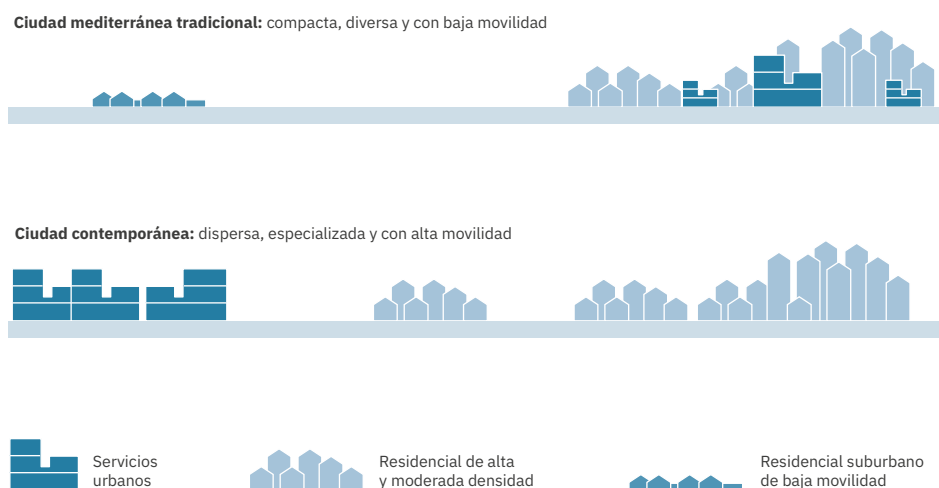 Ciudad mediterránea tradicional: compacta, diversa y con baja movilidad
Ciudad contemporánea: dispersa, especializada y con alta movilidad
Servicios
urbanos
Residencial de alta
y moderada densidad
Residencial suburbano
de baja movilidad